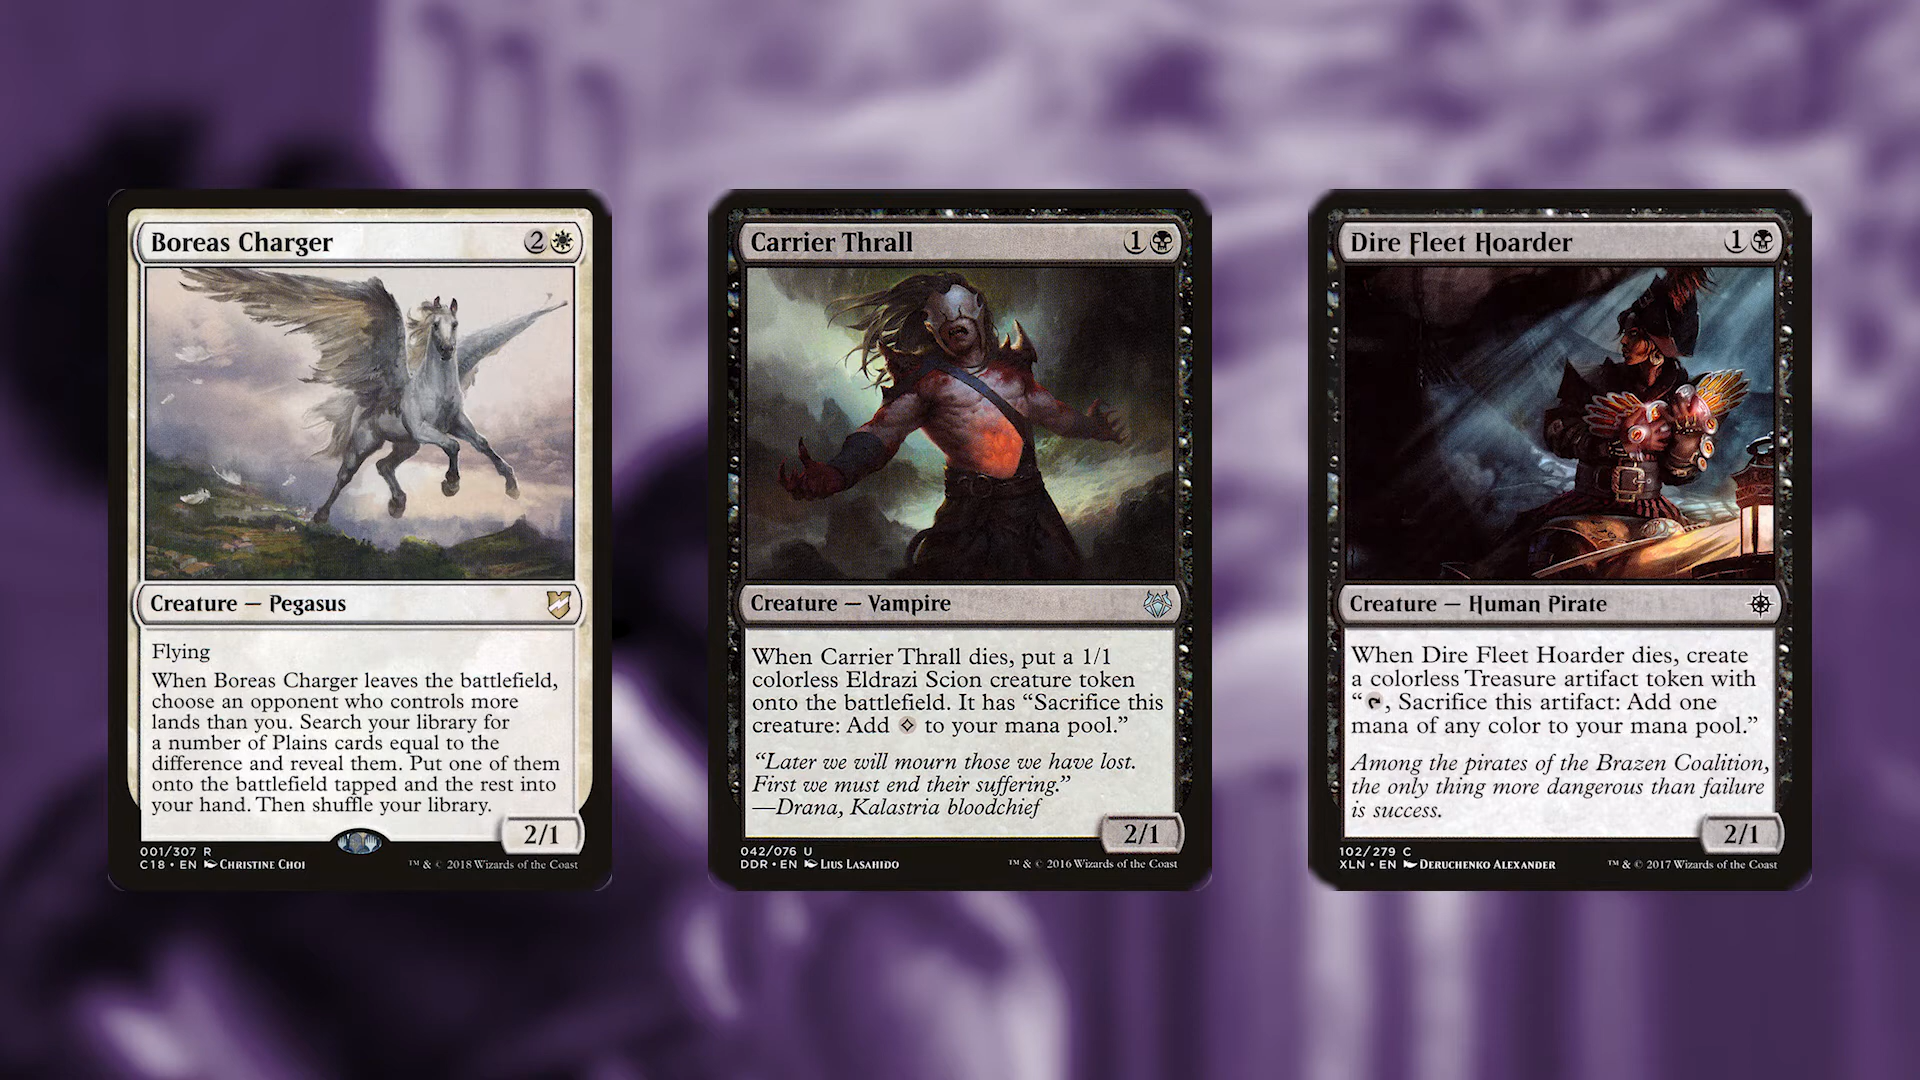 Boreas Charger 2
Creature — Pegasus
Flying
When Boreas Charger leaves the battlefield,
choose an opponent who controls more
lands than you. Search your library for
a number of Plains cards equal to the
difference and reveal them. Put one of them
onto the battlefield tapped and the rest into
your hand. Then shuffle your library.
2/1
001/307 R
C18 • EN Christine Choi
™ & © 2018 Wizards of the Coast
Carrier Thrall 1
Creature — Vampire
When Carrier Thrall dies, put a 1/1
colorless Eldrazi Scion creature token
onto the battlefield. It has “Sacrifice this
creature: Add to your mana pool.”
“Later we will mourn those we have lost.
First we must end their suffering.”
—Drana, Kalastria bloodchief
2/1
042/076 U
DDR • EN Lius Lasahido
™ & © 2016 Wizards of the Coast
Dire Fleet Hoarder 1
Creature — Human Pirate
When Dire Fleet Hoarder dies, create
a colorless Treasure artifact token with
“, Sacrifice this artifact: Add one
mana of any color to your mana pool.”
Among the pirates of the Brazen Coalition,
the only thing more dangerous than failure
is success.
2/1
102/279 C
XLN • EN Deruchenko Alexander
™ & © 2017 Wizards of the Coast